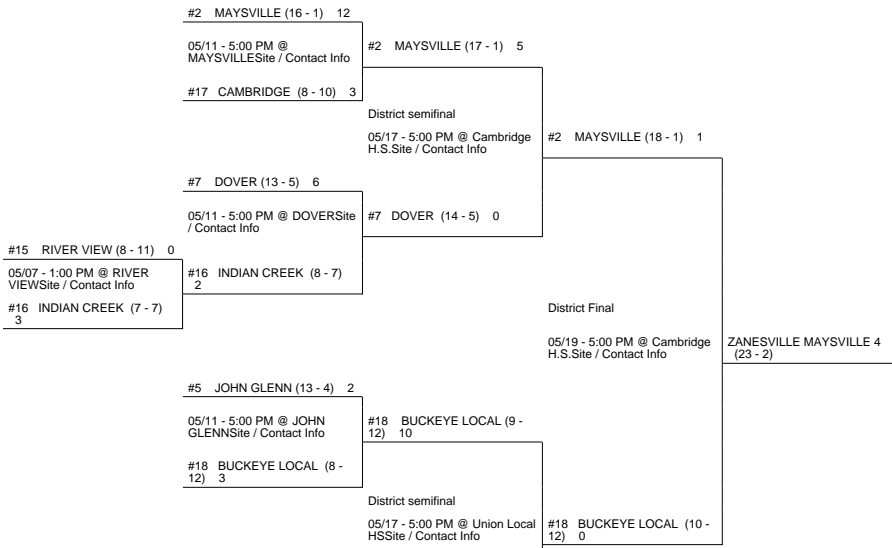 #2 MAYSVILLE (16 - 1) 12
05/11 - 5:00 PM @
MAYSVILLESite / Contact Info
#17 CAMBRIDGE (8 - 10) 3
#2 MAYSVILLE (17 - 1) 5
District semifinal
05/17 - 5:00 PM @ Cambridge
H.S.Site / Contact Info
#7 DOVER (13 - 5) 6
05/11 - 5:00 PM @ DOVERSite
/ Contact Info
#7 DOVER (14 - 5) 0
#15 RIVER VIEW (8 - 11) 0
05/07 - 1:00 PM @ RIVER
VIEWSite / Contact Info
#16 INDIAN CREEK (7 - 7)
3
#16 INDIAN CREEK (8 - 7)
2
#2 MAYSVILLE (18 - 1) 1
District Final
05/19 - 5:00 PM @ Cambridge
H.S.Site / Contact Info
ZANESVILLE MAYSVILLE 4
(23 - 2)
#5 JOHN GLENN (13 - 4) 2
05/11 - 5:00 PM @ JOHN
GLENNSite / Contact Info
#18 BUCKEYE LOCAL (8 -
12) 3
#18 BUCKEYE LOCAL (9 -
12) 10
District semifinal
05/17 - 5:00 PM @ Union Local
HSSite / Contact Info
#18 BUCKEYE LOCAL (10 -
12) 0